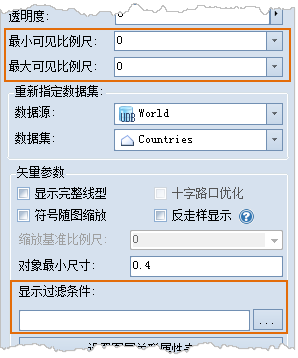 透明度:
最小可见比例尺: 0
最大可见比例尺: 0
重新指定数据集:
数据源: UDB World
数据集: Countries
矢量参数
显示完整线型 十字路口优化
符号随图缩放 反走样显示 ?
缩放基准比例尺: 0
对象最小尺寸: 0.4
显示过滤条件:
...